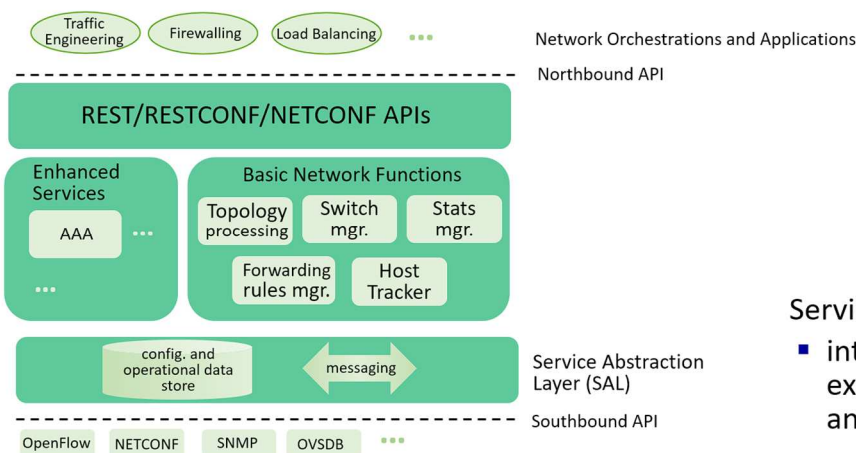 Traffic
Engineering
Firewalling
Load Balancing
Network Orchestrations and Applications
Northbound API
REST/RESTCONF/NETCONF APIs
Enhanced
Services
AAA
Basic Network Functions
Topology
processing
Switch
mgr.
Stats
mgr.
Forwarding
rules mgr.
Host
Tracker
config. and
operational data
store
messaging
Service Abstraction
Layer (SAL)
Southbound API
OpenFlow
NETCONF
SNMP
OVSDB